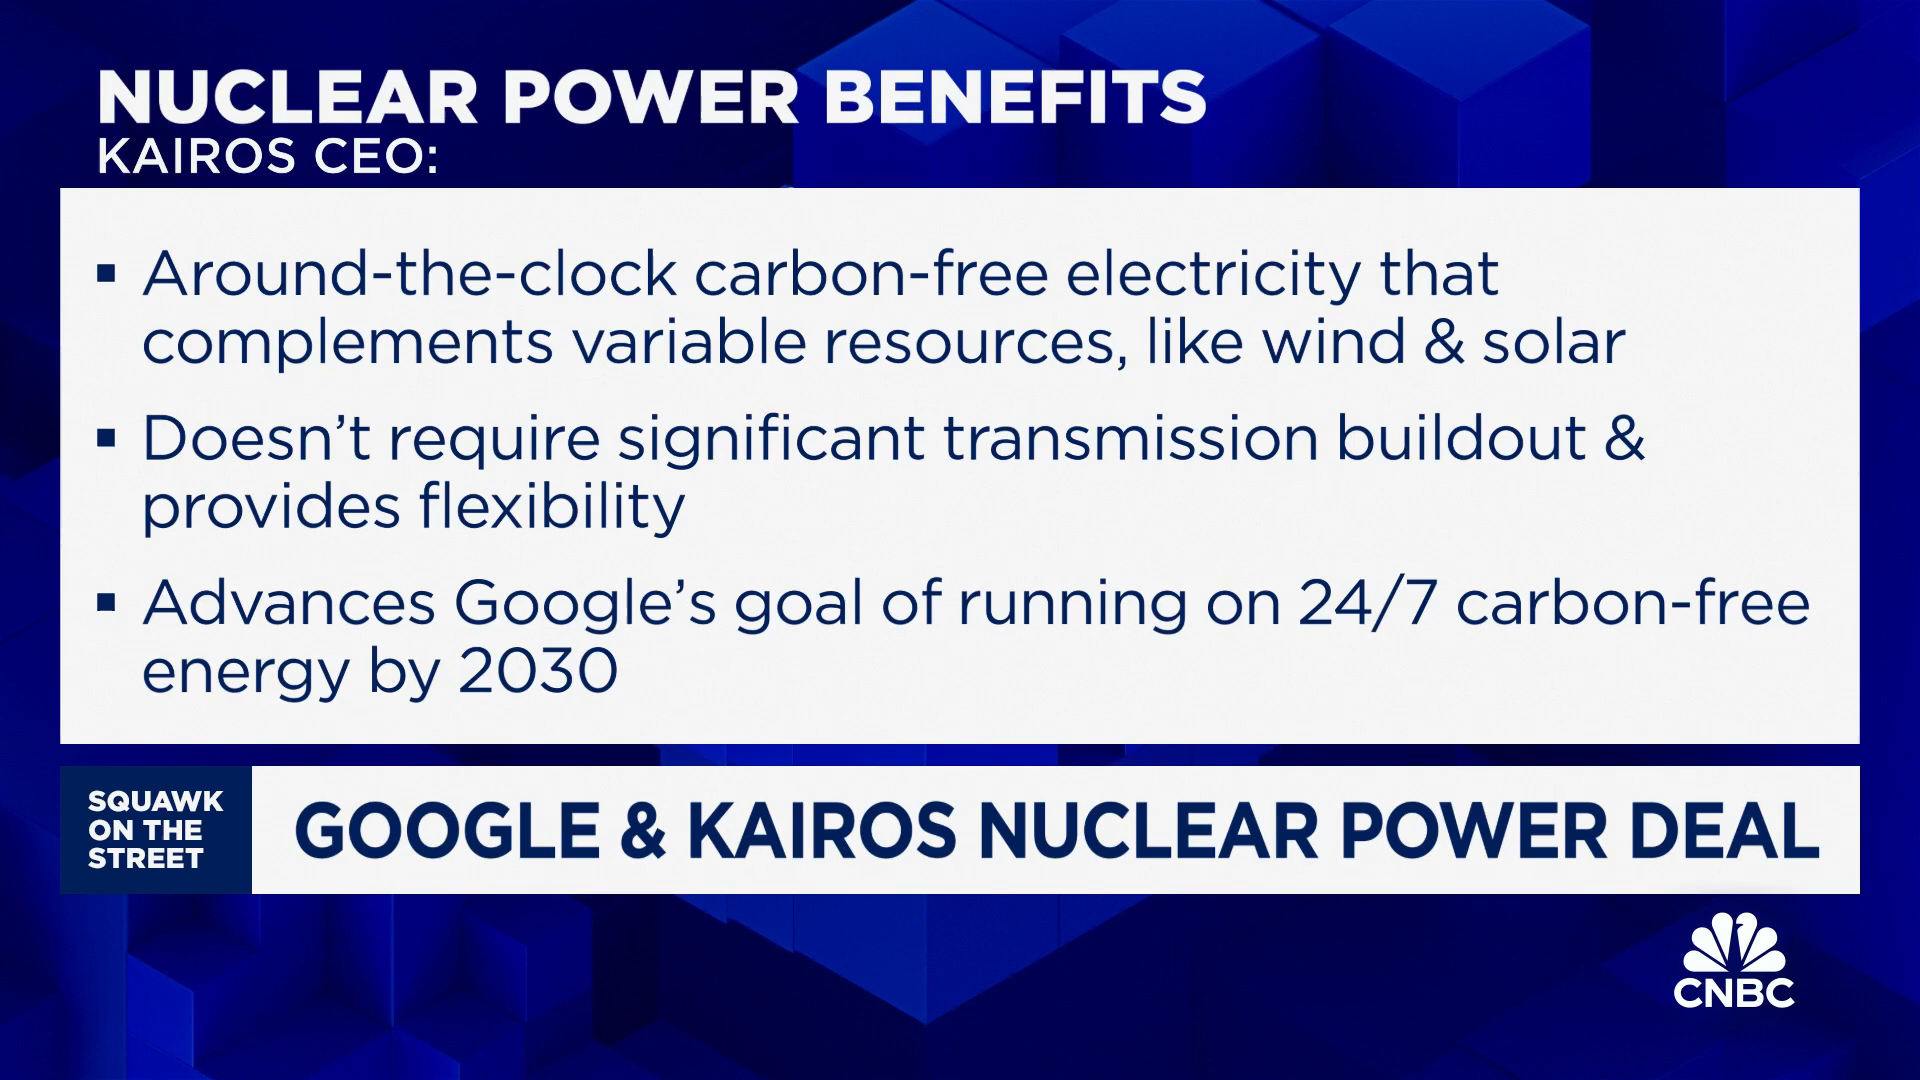 NUCLEAR POWER BENEFITS
KAIROS CEO:
▪ Around-the-clock carbon-free electricity that
complements variable resources, like wind & solar
▪ Doesn’t require significant transmission buildout &
provides flexibility
▪ Advances Google’s goal of running on 24/7 carbon-free
energy by 2030
SQUAWK
ON THE
STREET
GOOGLE & KAIROS NUCLEAR POWER DEAL
CNBC